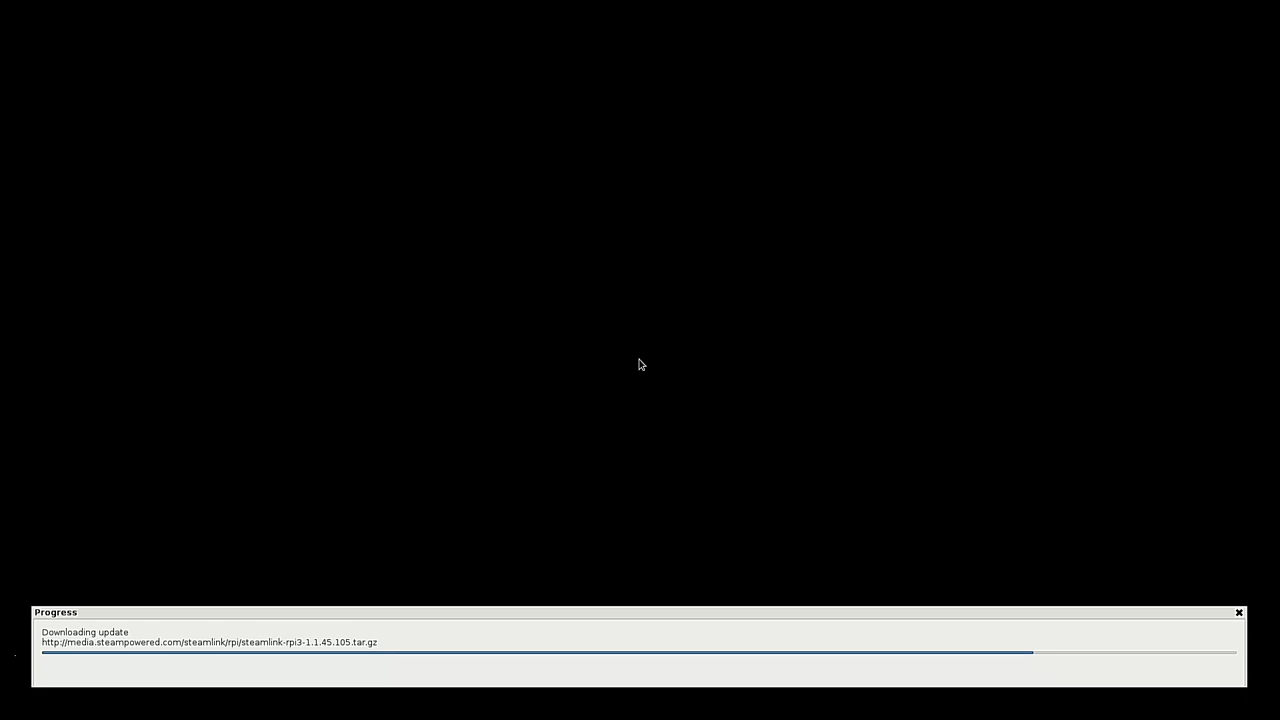 Progress
Downloading update
http://media.steampowered.com/steamlink/rpi/steamlink-rpi3-1.1.45.105.tar.gz